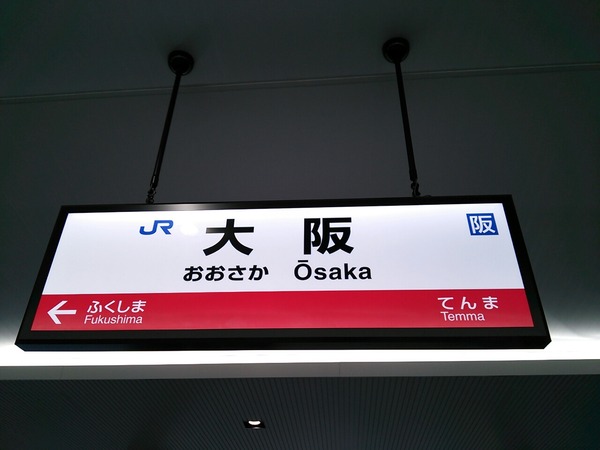 JR 大阪 阪
おおさか Ōsaka
← ふくしま てんま
Fukushima Temma